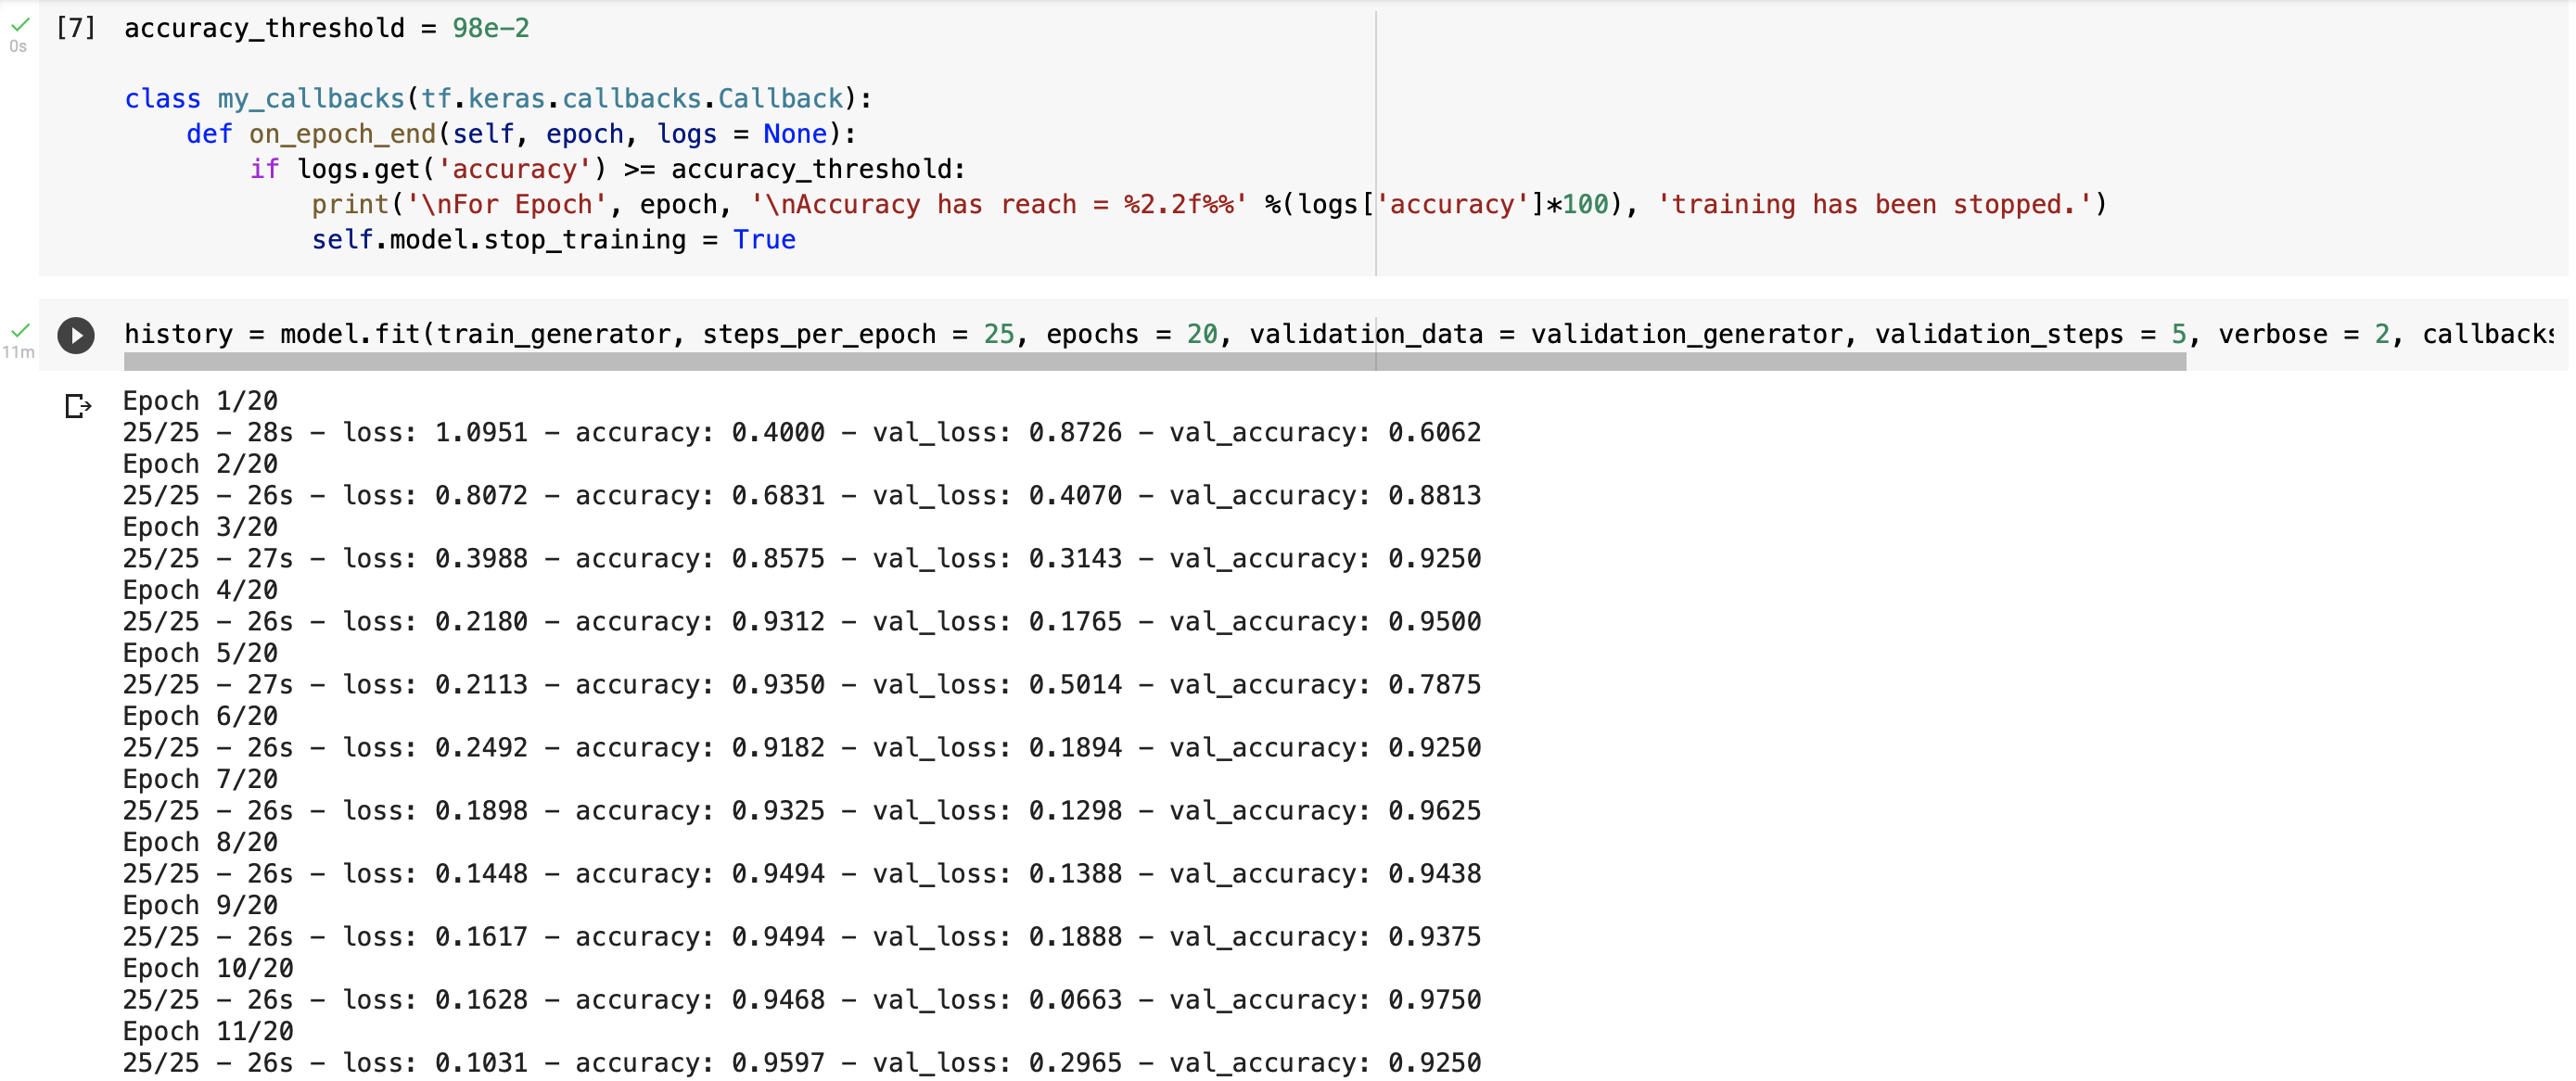 0s
[7] accuracy_threshold = 98e-2
class my_callbacks(tf.keras.callbacks.Callback):
def on_epoch_end(self, epoch, logs = None):
if logs.get('accuracy') >= accuracy_threshold:
print('\nFor Epoch', epoch, '\nAccuracy has reach = %2.2f%%' %(logs['accuracy']*100), 'training has been stopped.')
self.model.stop_training = True
11m
history = model.fit(train_generator, steps_per_epoch = 25, epochs = 20, validation_data = validation_generator, validation_steps = 5, verbose = 2, callbacks
Epoch 1/20
25/25 - 28s - loss: 1.0951 - accuracy: 0.4000 - val_loss: 0.8726 - val_accuracy: 0.6062
Epoch 2/20
25/25 - 26s - loss: 0.8072 - accuracy: 0.6831 - val_loss: 0.4070 - val_accuracy: 0.8813
Epoch 3/20
25/25 - 27s - loss: 0.3988 - accuracy: 0.8575 - val_loss: 0.3143 - val_accuracy: 0.9250
Epoch 4/20
25/25 - 26s - loss: 0.2180 - accuracy: 0.9312 - val_loss: 0.1765 - val_accuracy: 0.9500
Epoch 5/20
25/25 - 27s - loss: 0.2113 - accuracy: 0.9350 - val_loss: 0.5014 - val_accuracy: 0.7875
Epoch 6/20
25/25 - 26s - loss: 0.2492 - accuracy: 0.9182 - val_loss: 0.1894 - val_accuracy: 0.9250
Epoch 7/20
25/25 - 26s - loss: 0.1898 - accuracy: 0.9325 - val_loss: 0.1298 - val_accuracy: 0.9625
Epoch 8/20
25/25 - 26s - loss: 0.1448 - accuracy: 0.9494 - val_loss: 0.1388 - val_accuracy: 0.9438
Epoch 9/20
25/25 - 26s - loss: 0.1617 - accuracy: 0.9494 - val_loss: 0.1888 - val_accuracy: 0.9375
Epoch 10/20
25/25 - 26s - loss: 0.1628 - accuracy: 0.9468 - val_loss: 0.0663 - val_accuracy: 0.9750
Epoch 11/20
25/25 - 26s - loss: 0.1031 - accuracy: 0.9597 - val_loss: 0.2965 - val_accuracy: 0.9250